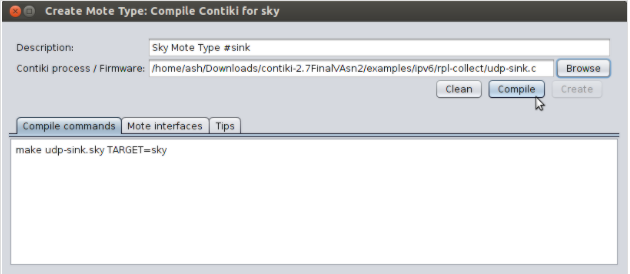 Create Mote Type: Compile Contiki for sky
Description: Sky Mote Type #sink
Contiki process / Firmware: /home/ash/Downloads/contiki-2.7FinalVAsn2/examples/ipv6/rpl-collect/udp-sink.c Browse
Clean Compile Create
Compile commands Mote interfaces Tips
make udp-sink.sky TARGET=sky